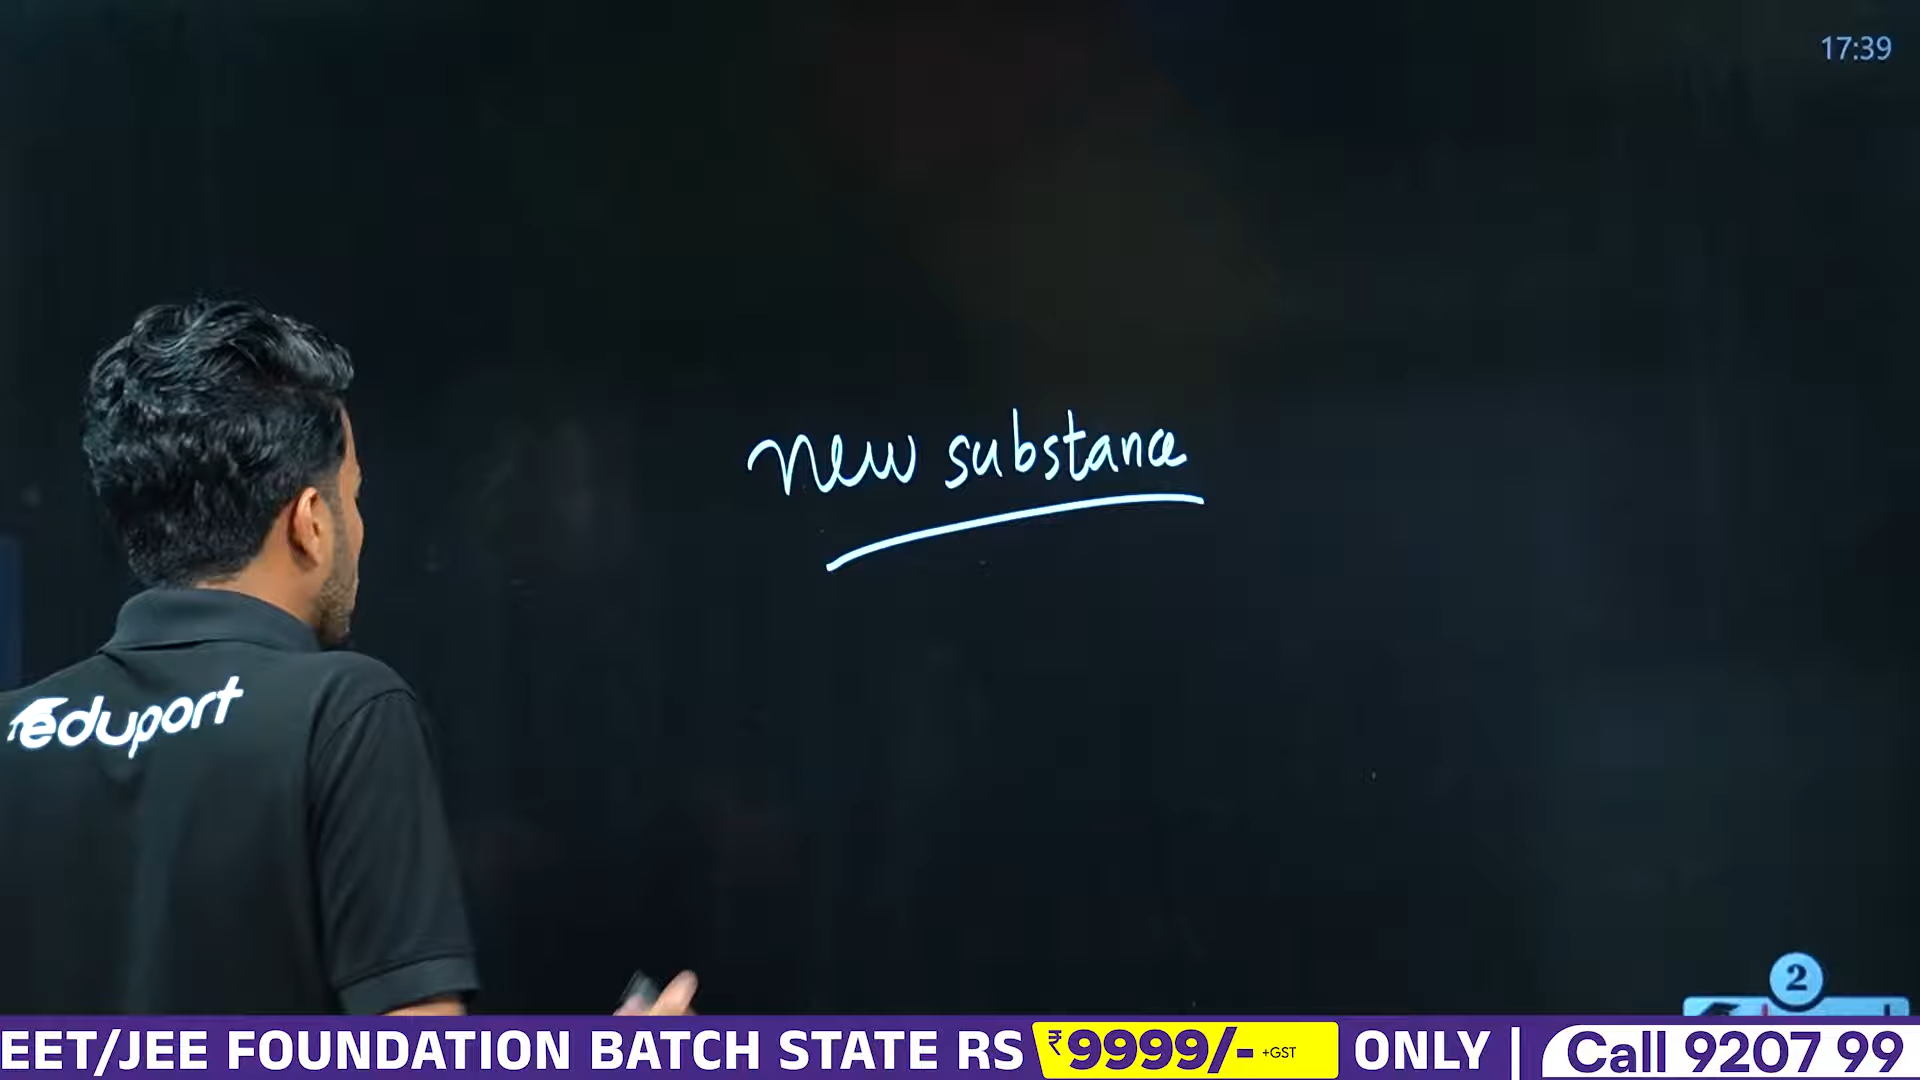 17:39
new substance
eduport
2
EET/JEE FOUNDATION BATCH STATE RS ₹9999/- +GST ONLY | Call 9207 99